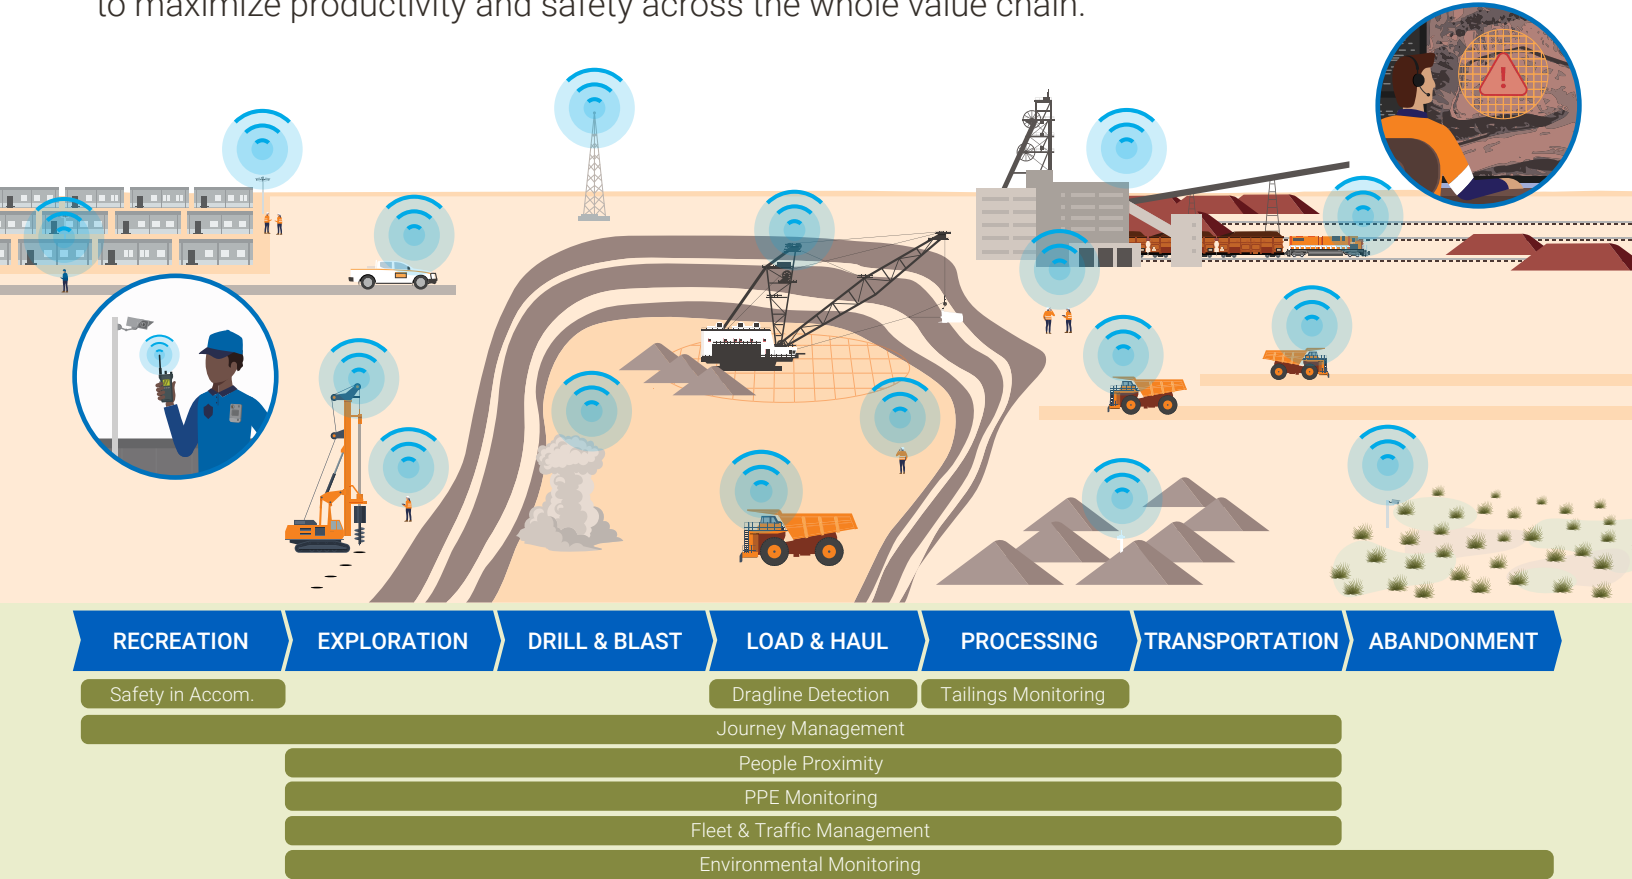 to maximize productivity and safety across the whole value chain.
RECREATION
EXPLORATION
DRILL & BLAST
LOAD & HAUL
PROCESSING
TRANSPORTATION
ABANDONMENT
Safety in Accom.
Dragline Detection
Tailings Monitoring
Journey Management
People Proximity
PPE Monitoring
Fleet & Traffic Management
Environmental Monitoring